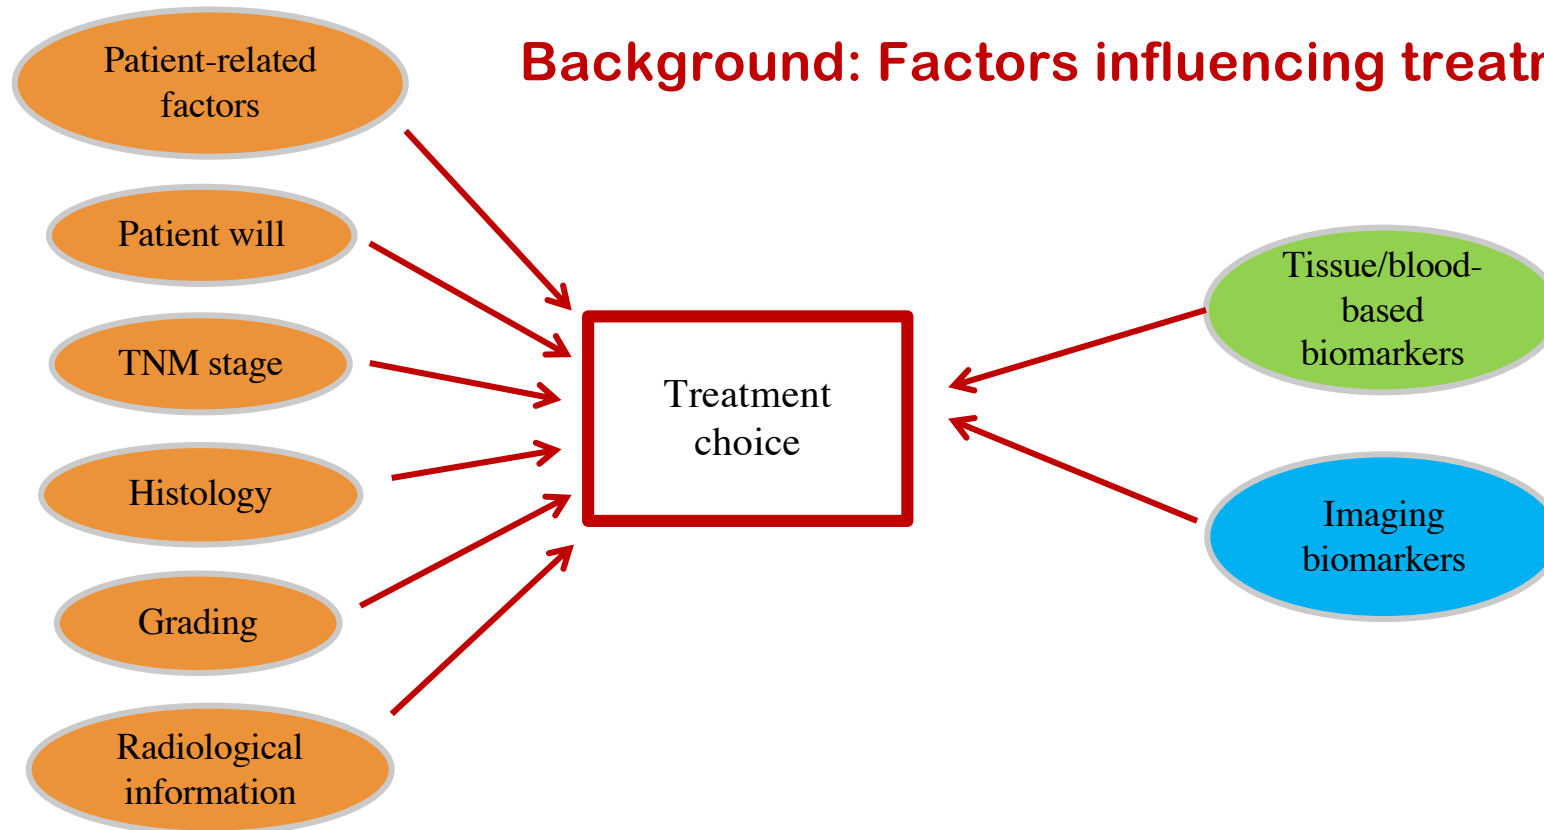 Background: Factors influencing
Patient-related
factors
Patient will
TNM stage
Histology
Grading
Radiological
information
Treatment
choice
Tissue/blood-
based
biomarkers
Imaging
biomarkers